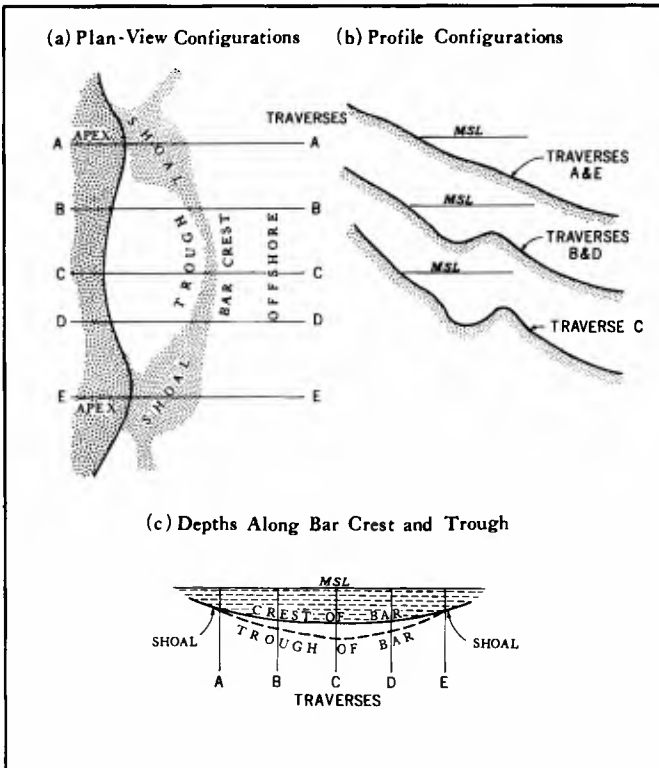 (a) Plan-View Configurations
(b) Profile Configurations
A
APEX
SHOAL
A
B
B
C
TROUGH
BAR CREST
OFFSHORE
C
D
D
E
APEX
SHOAL
E
TRAVERSES
MSL
TRAVERSES
A&E
MSL
TRAVERSES
B&D
MSL
TRAVERSE C
(c) Depths Along Bar Crest and Trough
MSL
CREST OF BAR
SHOAL
TROUGH OF BAR
SHOAL
A B C D E
TRAVERSES